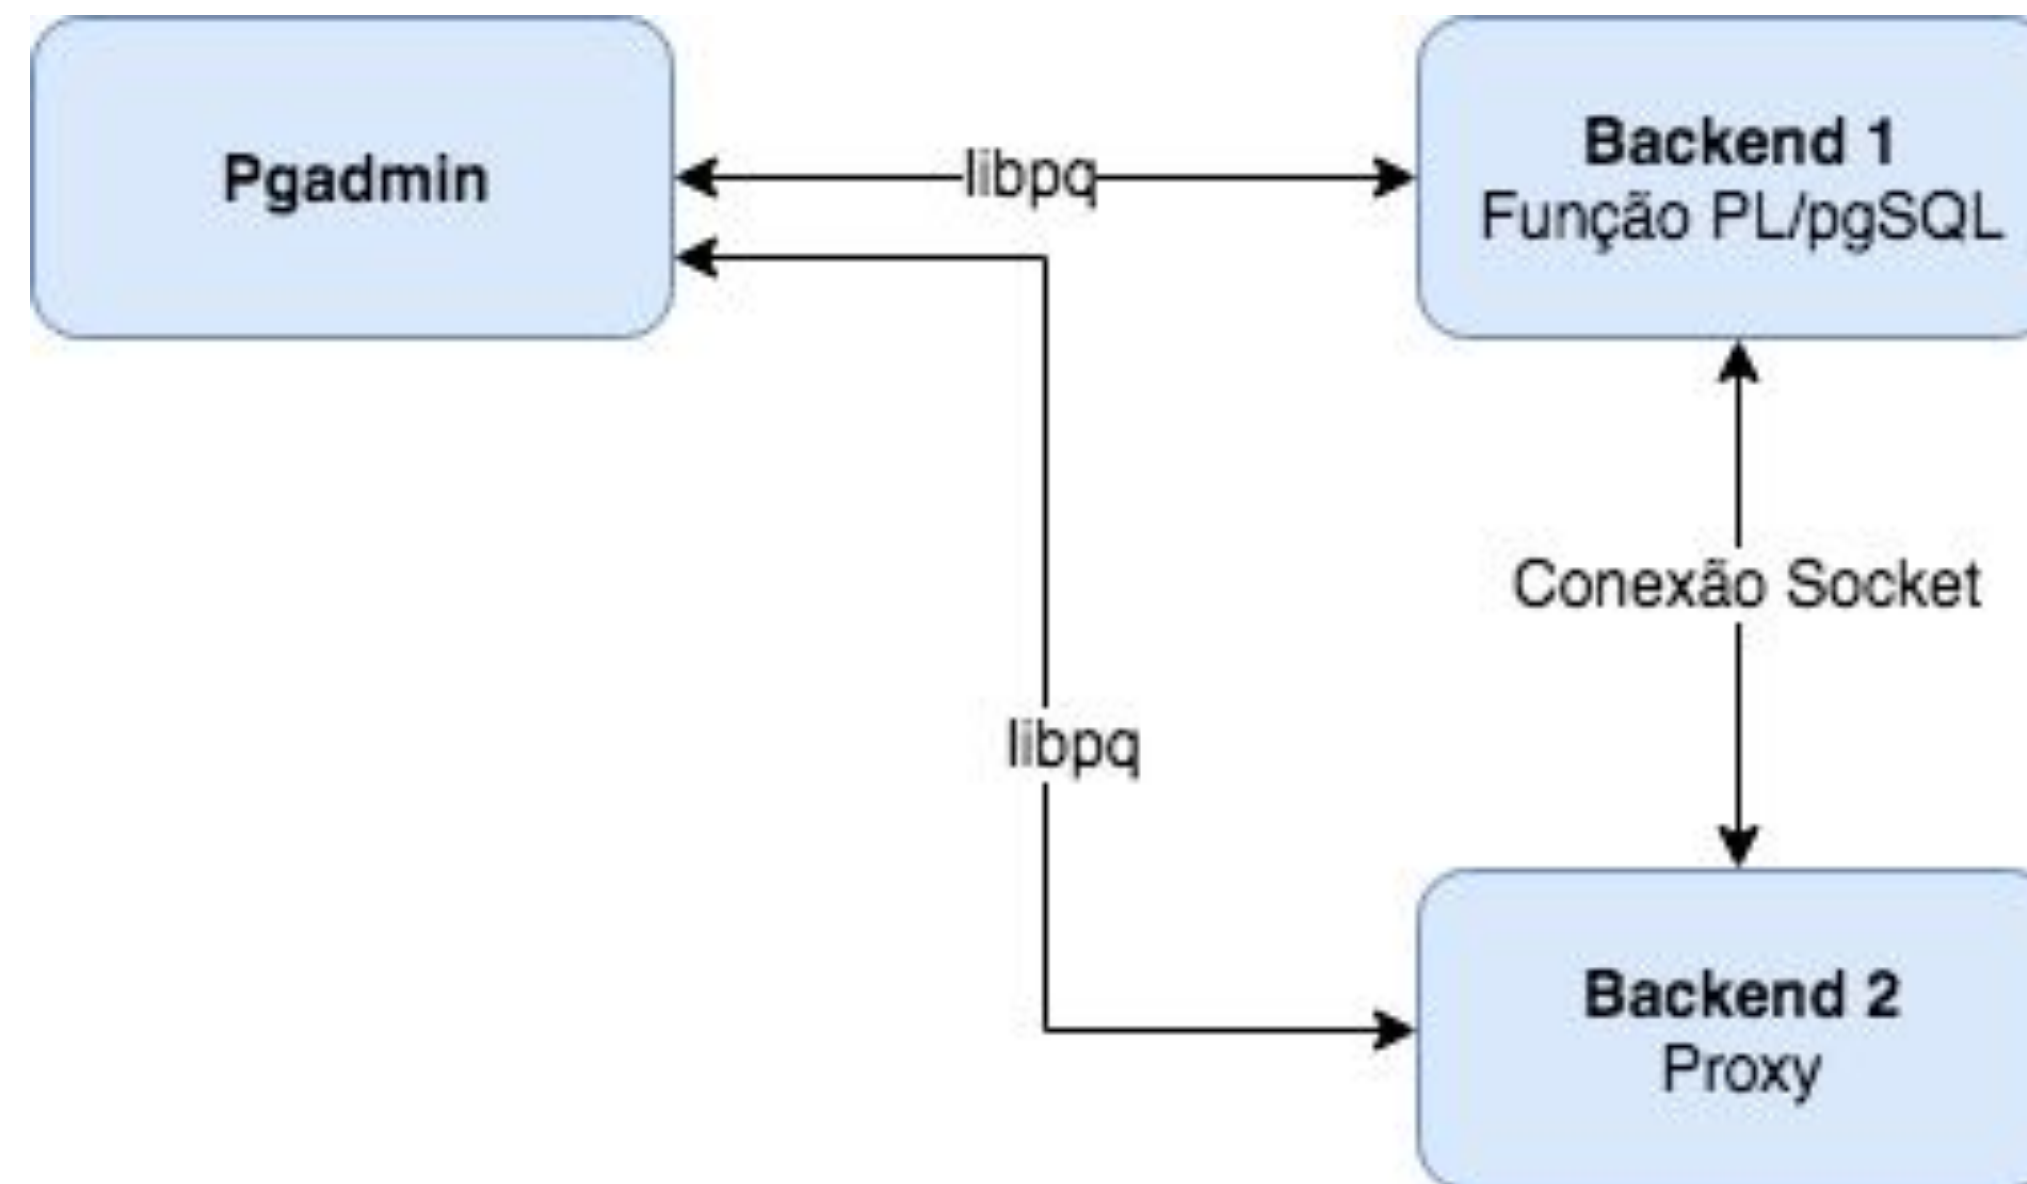 Pgadmin
libpq
Backend 1
Função PL/pgSQL
Conexão Socket
libpq
Backend 2
Proxy